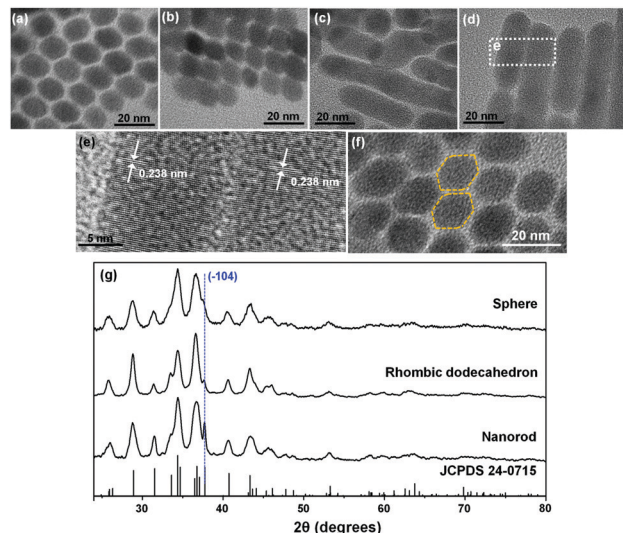 (a)
20 nm
(b)
20 nm
(c)
20 nm
(d)
e
20 nm
(e)
0.238 nm
0.238 nm
5 nm
(f)
20 nm
(g)
(-104)
Sphere
Rhombic dodecahedron
Nanorod
JCPDS 24-0715
30 40 50 60 70 80
2θ (degrees)